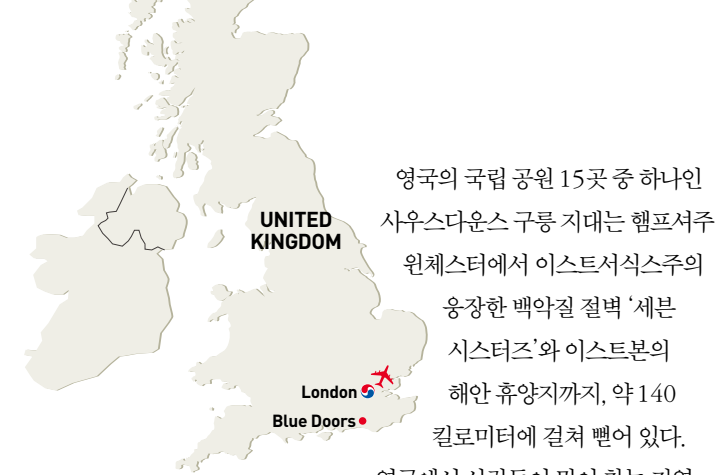 영국의 국립 공원 15곳 중 하나인
사우스다운스 구릉 지대는 햄프셔주
윈체스터에서 이스트서식스주의
웅장한 백악질 절벽 ‘세븐
시스터즈’와 이스트본의
해안 휴양지까지, 약 140
킬로미터에 걸쳐 뻗어 있다.
UNITED
KINGDOM
London
Blue Doors